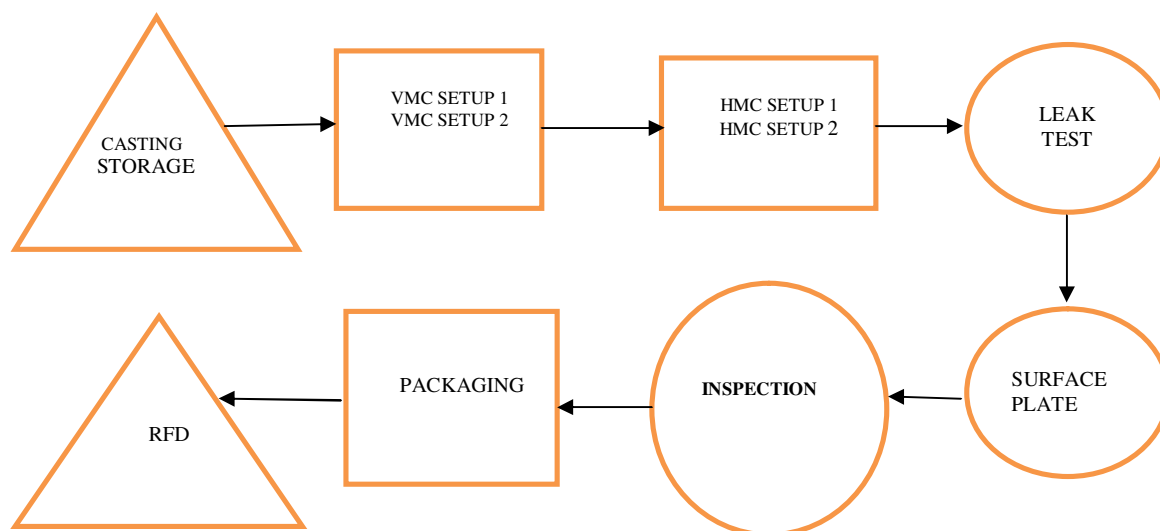 CASTING
STORAGE
VMC SETUP 1
VMC SETUP 2
HMC SETUP 1
HMC SETUP 2
LEAK
TEST
SURFACE
PLATE
INSPECTION
PACKAGING
RFD